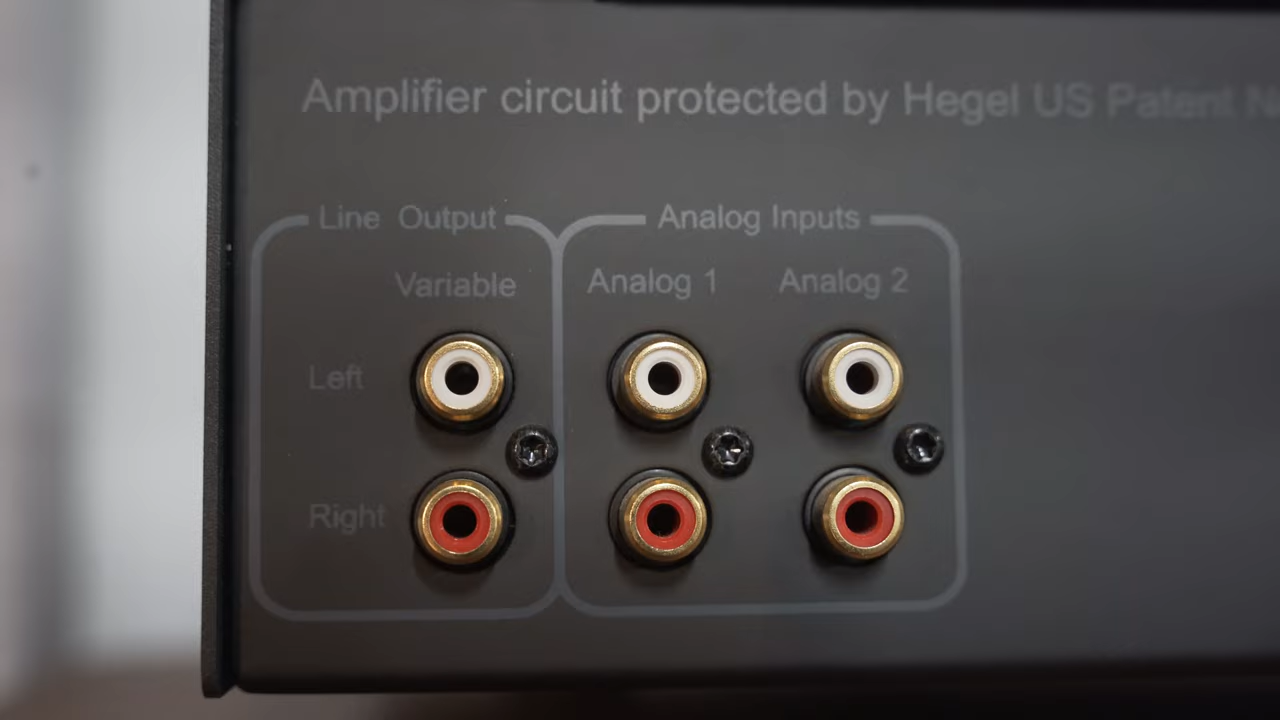 Amplifier circuit protected by Hegel US Patent
Line Output
Analog Inputs
Variable
Analog 1
Analog 2
Left
Right